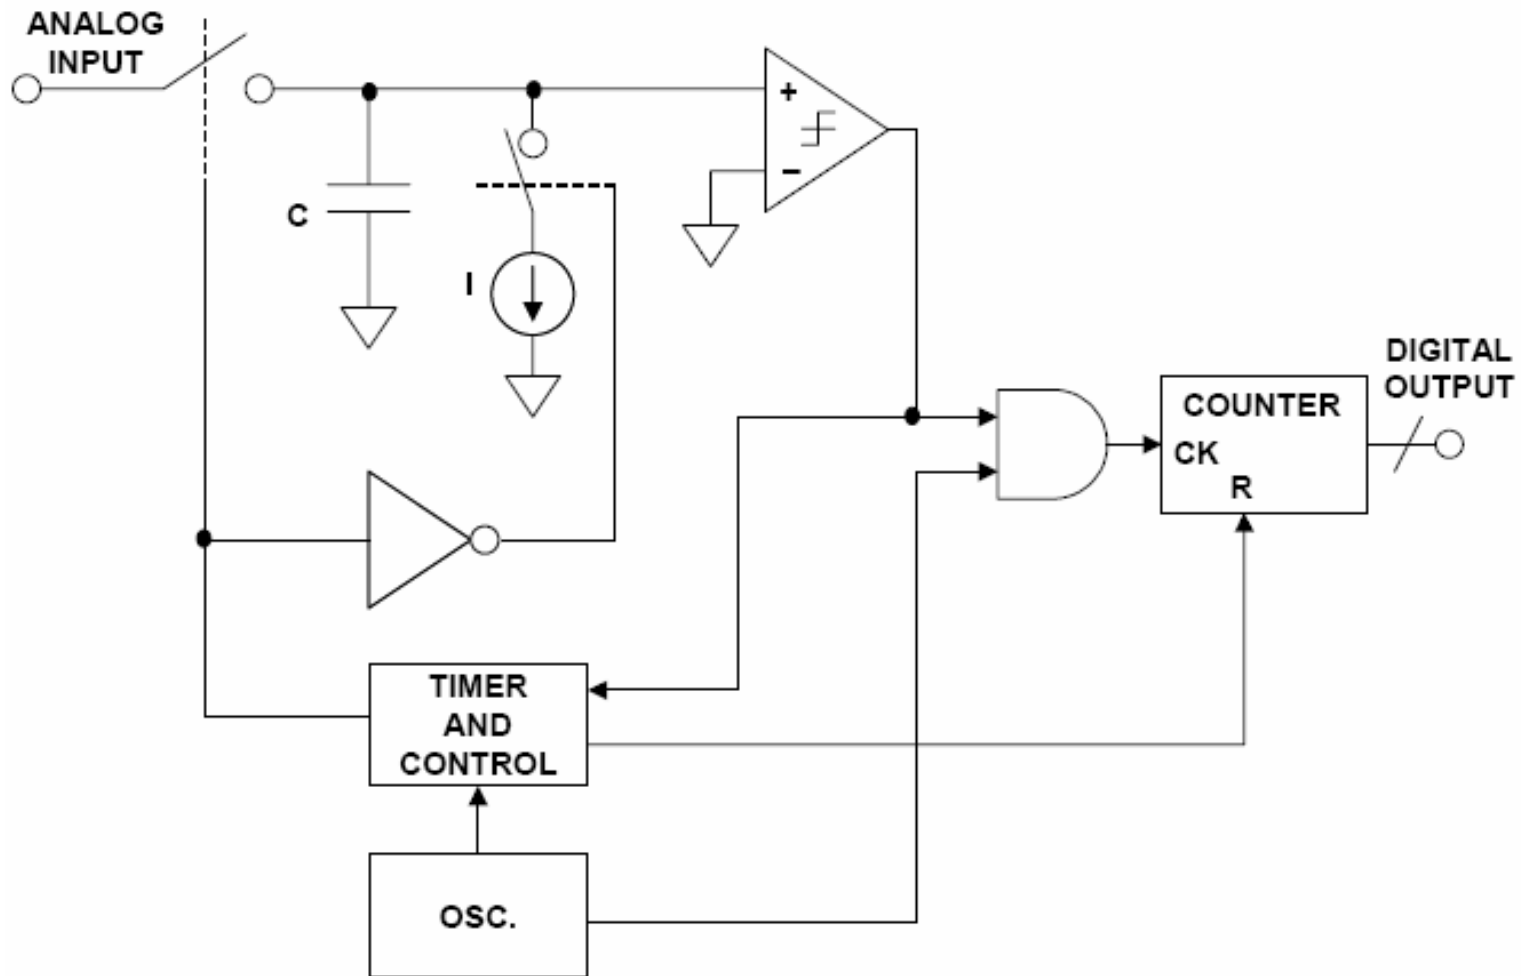 ANALOG
INPUT
+
−
C
I
DIGITAL
OUTPUT
COUNTER
CK
R
TIMER
AND
CONTROL
OSC.